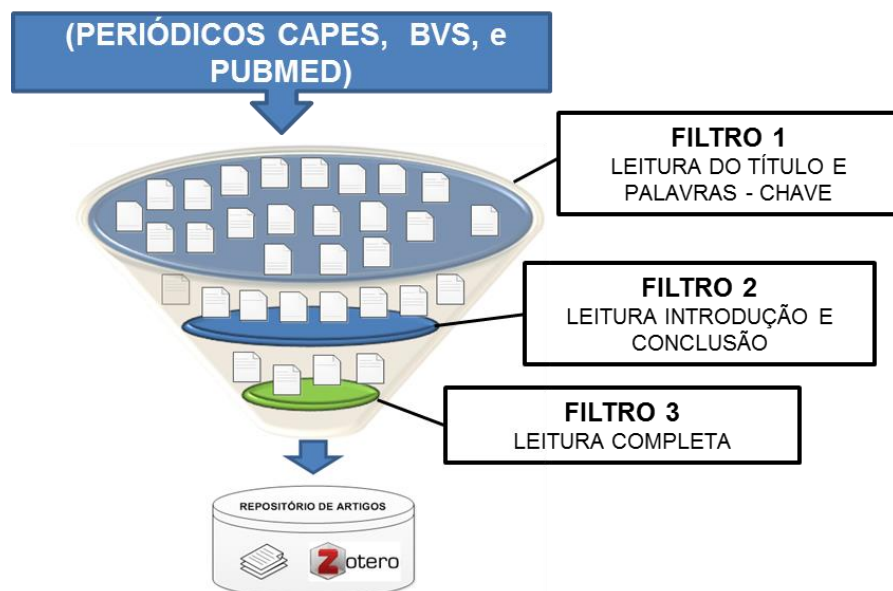 (PERIÓDICOS CAPES, BVS, e
PUBMED)
FILTRO 1
LEITURA DO TÍTULO E
PALAVRAS - CHAVE
FILTRO 2
LEITURA INTRODUÇÃO E
CONCLUSÃO
FILTRO 3
LEITURA COMPLETA
REPOSITÓRIO DE ARTIGOS
Zotero